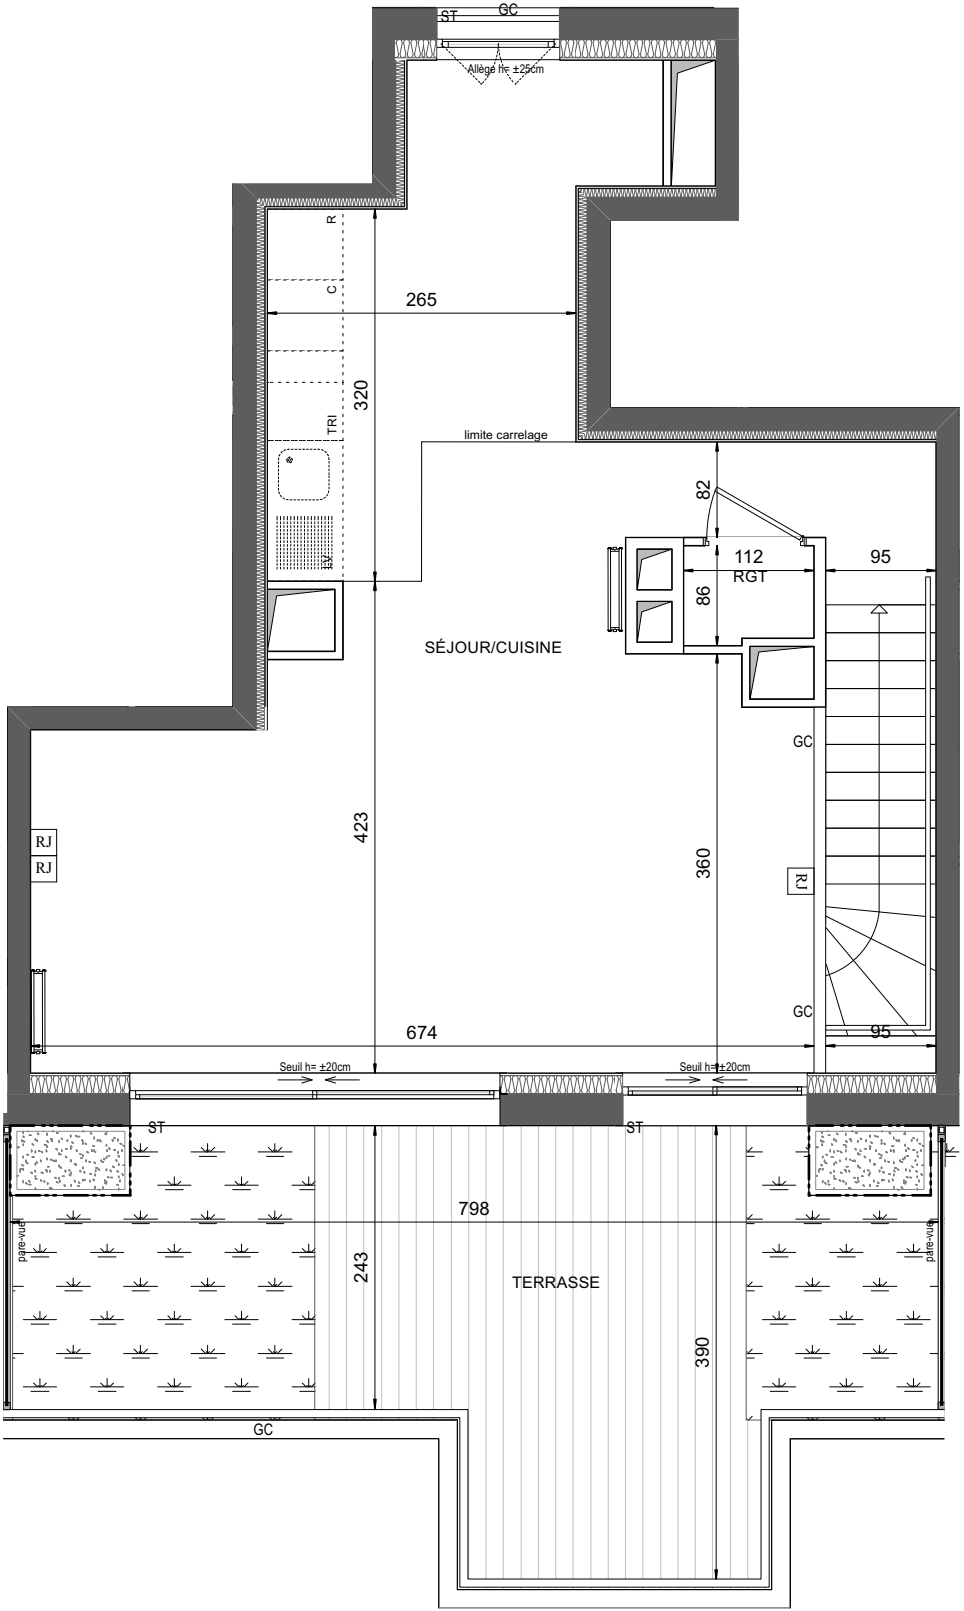 GC
ST
Allège h= ±25cm
R
C
265
320
TRI
limite carrelage
82
LV
112
RGT
95
86
SÉJOUR/CUISINE
GC
RJ
RJ
423
360
RJ
GC
674
95
Seuil h= ±20cm
Seuil h= ±20cm
ST
ST
798
pare-vue
pare-vue
243
TERRASSE
390
GC